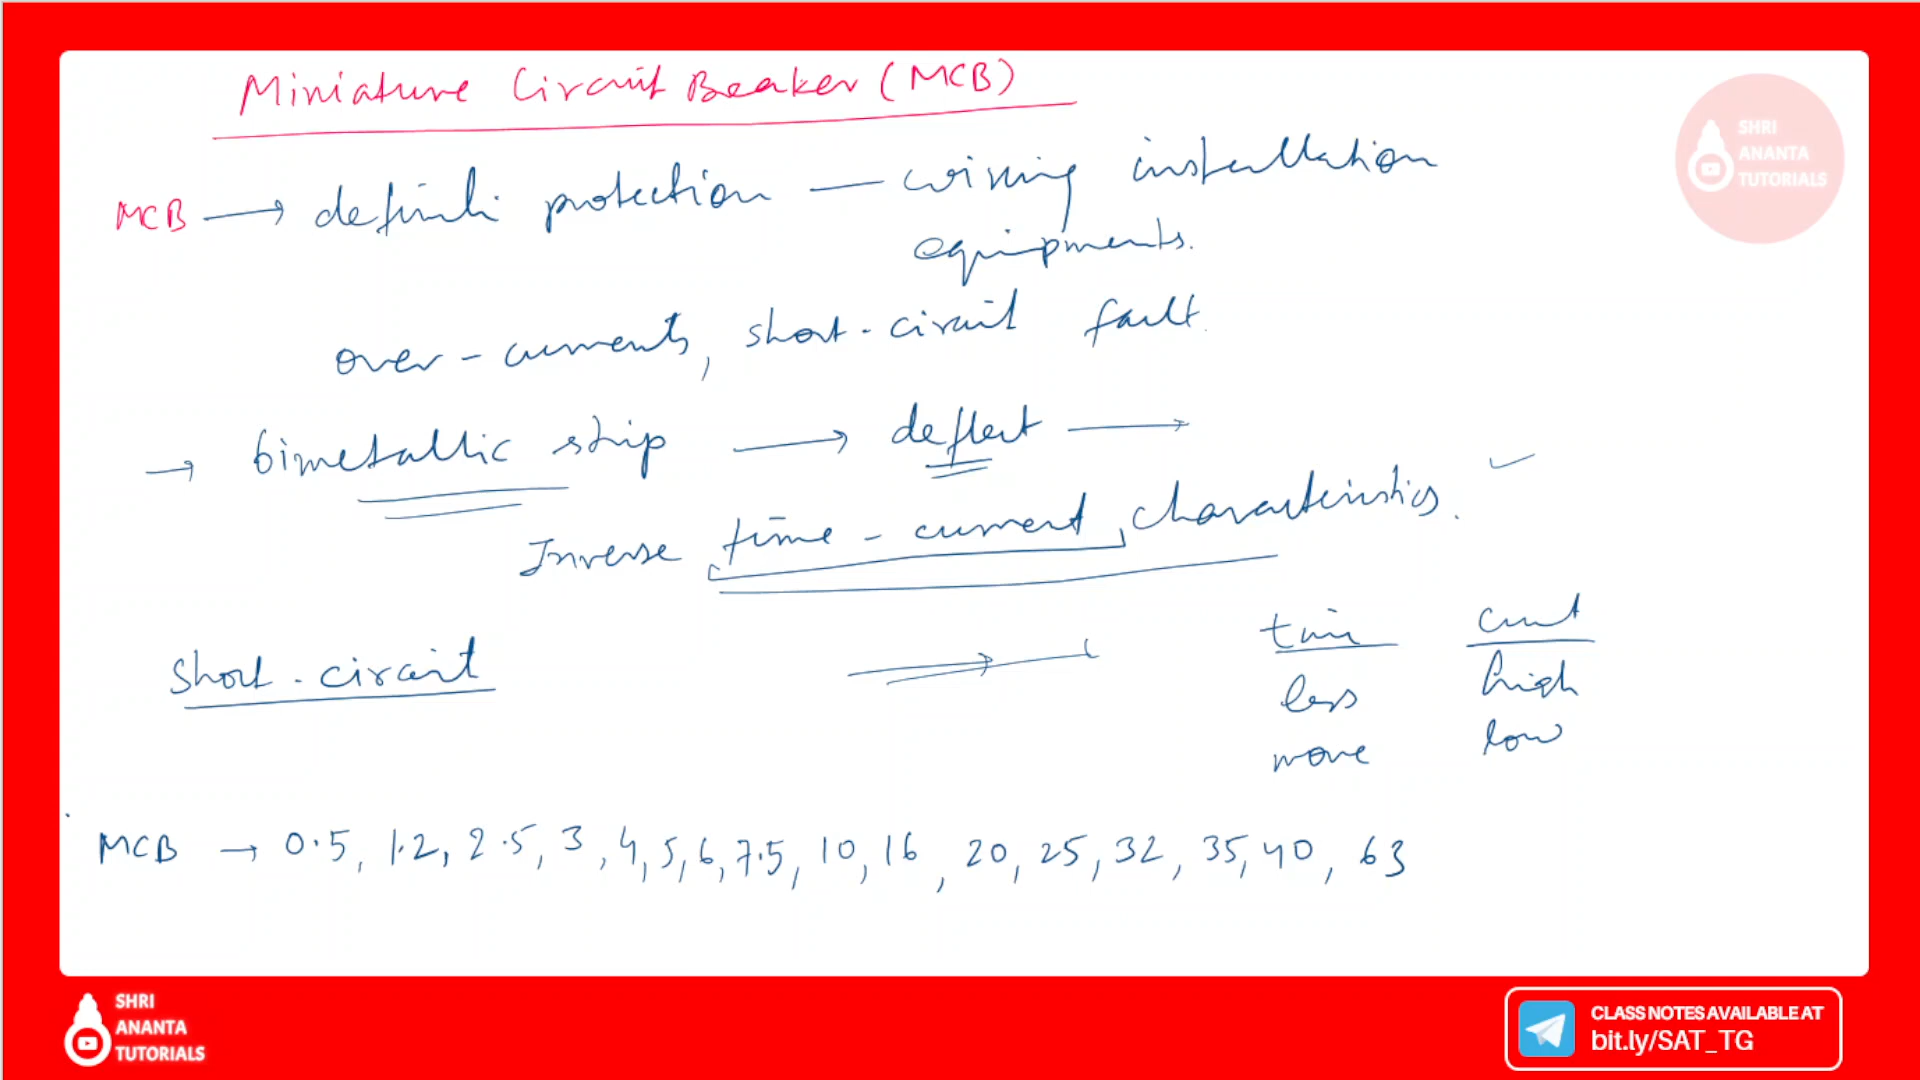 Miniature Circuit Beaker (MCB)
SHRI
ANANTA
TUTORIALS
MCB → definite protection — wiring installation
equipments.
over - currents, short - circuit fault.
→ bimetallic strip → deflect →
Inverse time - current characteristics.
time current
Short - circuit →
less high
more low
MCB → 0.5, 1.2, 2.5, 3, 4, 5, 6, 7.5, 10, 16, 20, 25, 32, 35, 40, 63
SHRI
ANANTA
TUTORIALS
CLASS NOTES AVAILABLE AT
bit.ly/SAT_TG